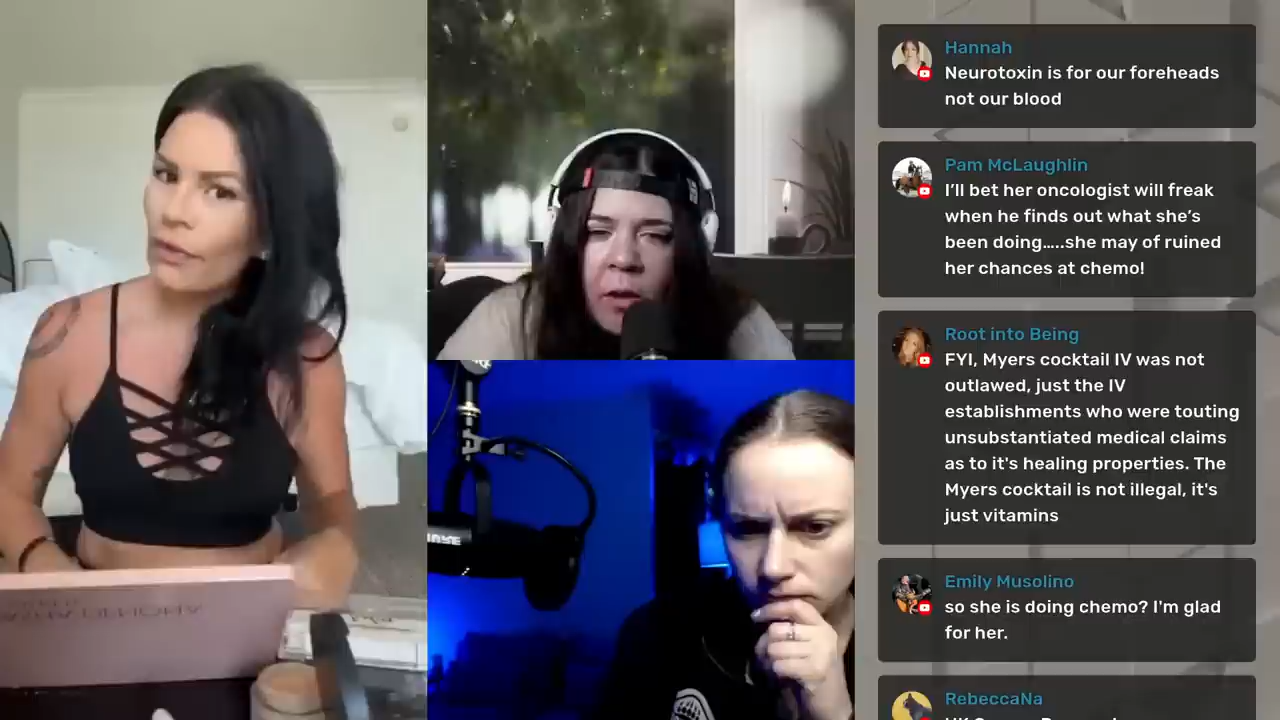 Hannah
Neurotoxin is for our foreheads
not our blood
Pam McLaughlin
I’ll bet her oncologist will freak
when he finds out what she’s
been doing…..she may of ruined
her chances at chemo!
Root into Being
FYI, Myers cocktail IV was not
outlawed, just the IV
establishments who were touting
unsubstantiated medical claims
as to it's healing properties. The
Myers cocktail is not illegal, it's
just vitamins
Emily Musolino
so she is doing chemo? I'm glad
for her.
RebeccaNa